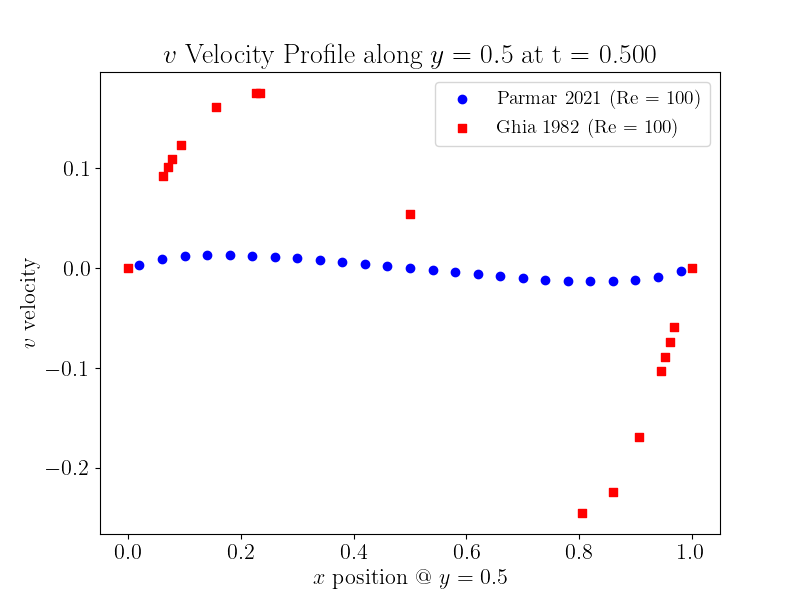 v Velocity Profile along y = 0.5 at t = 0.500
Parmar 2021 (Re = 100)
Ghia 1982 (Re = 100)
0.1
0.0
−0.1
−0.2
v velocity
0.0 0.2 0.4 0.6 0.8 1.0
x position @ y = 0.5